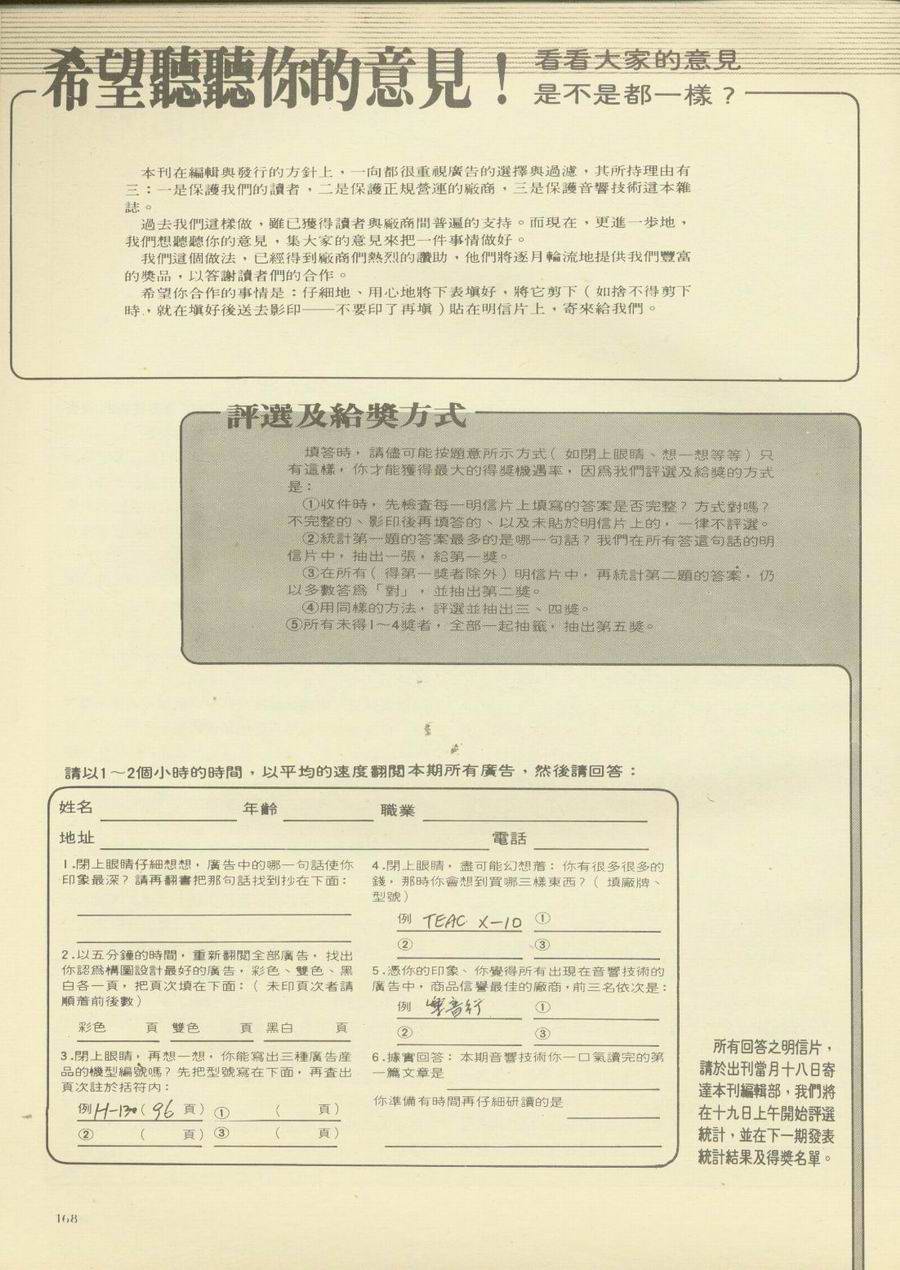 希望聽聽你的意見！
看看大家的意見
是不是都一樣？
本刊在編輯與發行的方針上，一向都很重視廣告的選擇與過濾，其所持理由有
三：一是保護我們的讀者，二是保護正規營運的廠商，三是保護音響技術這本雜
誌。
過去我們這樣做，雖已獲得讀者與廠商間普遍的支持。而現在，更進一步地，
我們想聽聽你的意見，集大家的意見來把一件事情做好。
我們這個做法，已經得到廠商們熱烈的讚助，他們將逐月輪流地提供我們豐富
的獎品，以答謝讀者們的合作。
希望你合作的事情是：仔細地、用心地將下表塡好，將它剪下（如捨不得剪下
時，就在塡好後送去影印——不要印了再塡）貼在明信片上，寄來給我們。
評選及給獎方式
填答時，請儘可能按題意所示方式（如閉上眼睛、想一想等等）只
有這樣，你才能獲得最大的得獎機遇率，因爲我們評選及給獎的方式
是：
①收件時，先檢查每一明信片上填寫的答案是否完整？方式對嗎？
不完整的、影印後再填答的、以及未貼於明信片上的，一律不評選。
②統計第一題的答案最多的是哪一句話？我們在所有答這句話的明
信片中，抽出一張，給第一獎。
③在所有（得第一獎者除外）明信片中，再統計第二題的答案，仍
以多數答爲「對」，並抽出第二獎。
④用同樣的方法，評選並抽出三、四獎。
⑤所有未得1～4獎者，全部一起抽籤，抽出第五獎。
請以1～2個小時的時間，以平均的速度翻閱本期所有廣告，然後請回答：
姓名 年齡 職業
地址 電話
1.閉上眼睛仔細想想，廣告中的哪一句話使你
印象最深？請再翻書把那句話找到抄在下面：
2.以五分鐘的時間，重新翻閱全部廣告，找出
你認爲構圖設計最好的廣告，彩色、雙色、黑
白各一頁，把頁次填在下面：（未印頁次者請
順着前後數）
彩色 頁 雙色 頁 黑白 頁
3.閉上眼睛，再想一想，你能寫出三種廣告産
品的機型編號嗎？先把型號寫在下面，再查出
頁次註於括符內：
例H-130（96 頁）① （ 頁）
② （ 頁）③ （ 頁）
4.閉上眼睛，盡可能幻想着：你有很多很多的
錢，那時你會想到買哪三樣東西？（填廠牌、
型號）
例 TEAC X-10 ①
② ③
5.憑你的印象、你覺得所有出現在音響技術的
廣告中，商品信譽最佳的廠商，前三名依次是：
例 音行 ①
② ③
6.據實回答：本期音響技術你一口氣讀完的第
一篇文章是
你準備有時間再仔細研讀的是
所有回答之明信片，
請於出刊當月十八日寄
達本刊編輯部，我們將
在十九日上午開始評選
統計，並在下一期發表
統計結果及得獎名單。
168